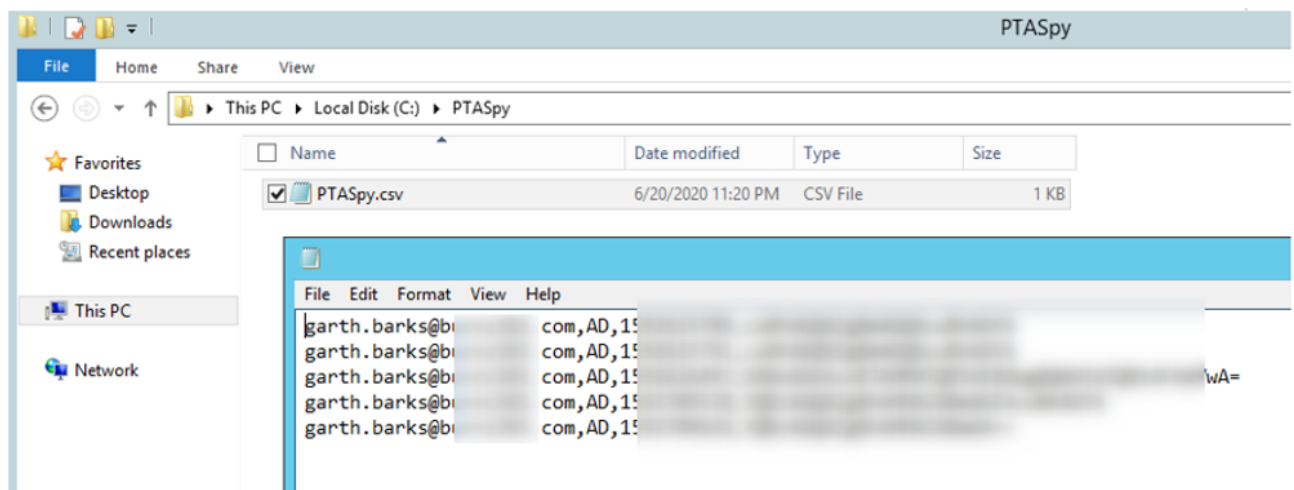 PTASpy
File Home Share View
This PC Local Disk (C:) PTASpy
Name Date modified Type Size
PTASpy.csv 6/20/2020 11:20 PM CSV File 1 KB
Favorites
Desktop
Downloads
Recent places
This PC
Network
File Edit Format View Help
garth.barks@b com,AD,15
garth.barks@b com,AD,15
garth.barks@b com,AD,15 wA=
garth.barks@b com,AD,15
garth.barks@b com,AD,15